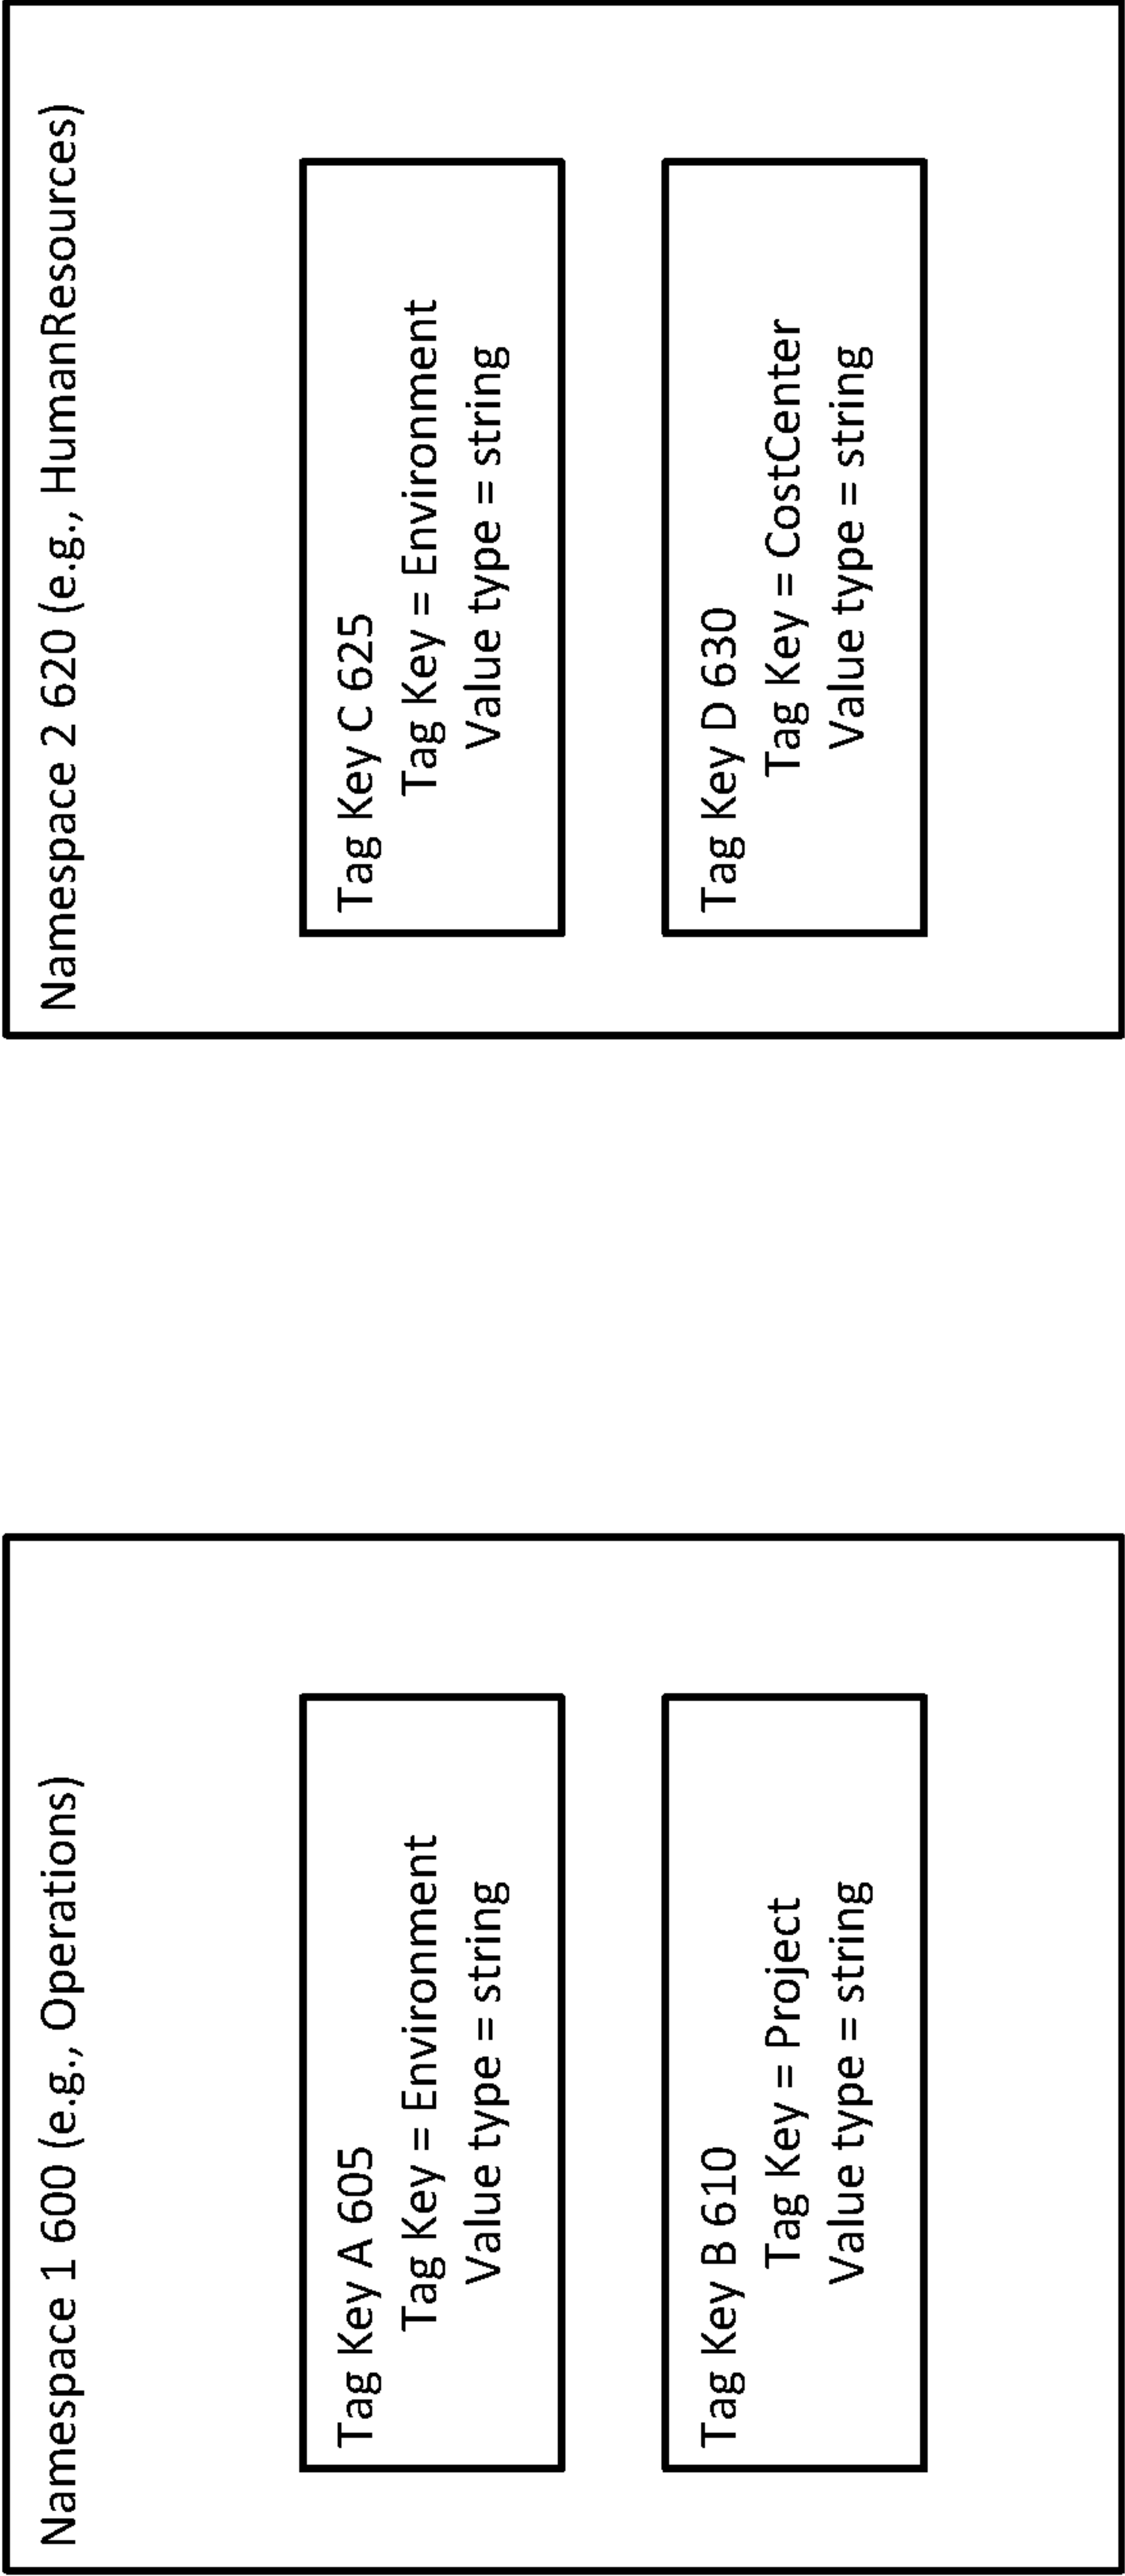 Namespace 1 600 (e.g., Operations)
Tag Key A 605
Tag Key = Environment
Value type = string
Tag Key B 610
Tag Key = Project
Value type = string
Namespace 2 620 (e.g., HumanResources)
Tag Key C 625
Tag Key = Environment
Value type = string
Tag Key D 630
Tag Key = CostCenter
Value type = string